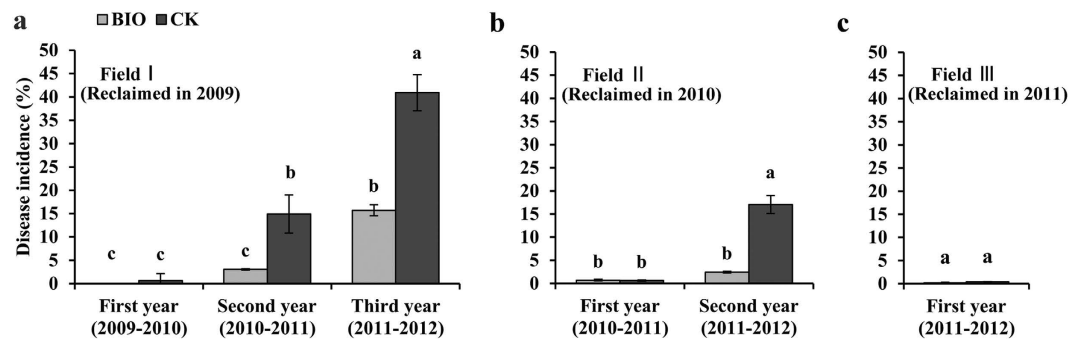 a
BIO CK
Disease incidence (%)
50
45
40
35
30
25
20
15
10
5
0
Field Ⅰ
(Reclaimed in 2009)
c c c b b a
First year Second year Third year
(2009-2010) (2010-2011) (2011-2012)
b
50
45
40
35
30
25
20
15
10
5
0
Field Ⅱ
(Reclaimed in 2010)
b b b a
First year Second year
(2010-2011) (2011-2012)
c
50
45
40
35
30
25
20
15
10
5
0
Field Ⅲ
(Reclaimed in 2011)
a a
First year
(2011-2012)